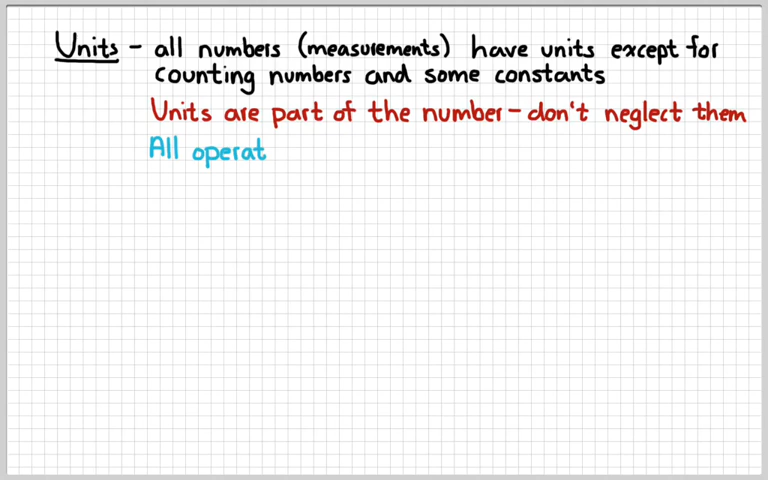 Units - all numbers (measurements) have units except for
counting numbers and some constants
Units are part of the number - don't neglect them
All operat